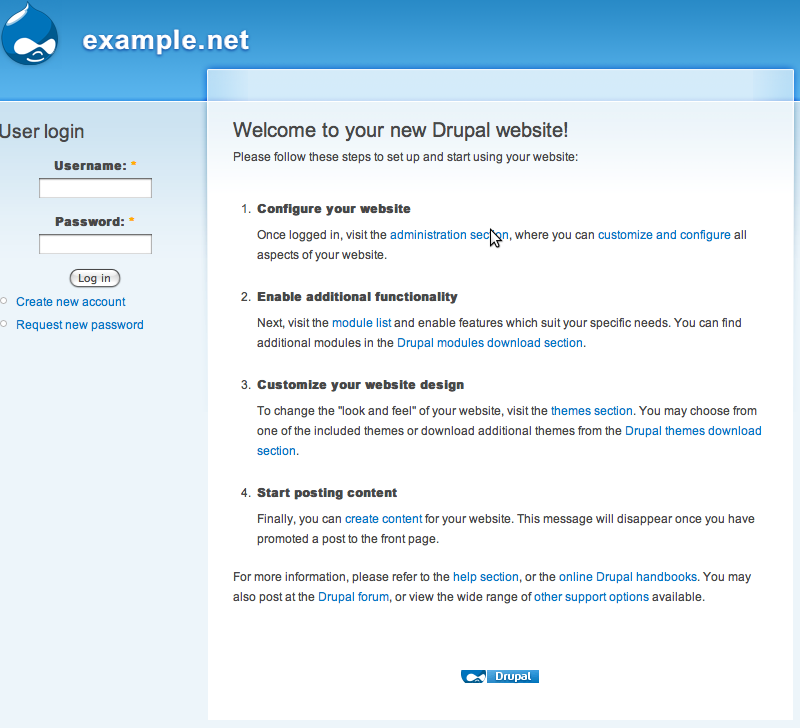 example.net
User login
Username: *
Password: *
Log in
Create new account
Request new password
Welcome to your new Drupal website!
Please follow these steps to set up and start using your website:
1. Configure your website
Once logged in, visit the administration section, where you can customize and configure all
aspects of your website.
2. Enable additional functionality
Next, visit the module list and enable features which suit your specific needs. You can find
additional modules in the Drupal modules download section.
3. Customize your website design
To change the "look and feel" of your website, visit the themes section. You may choose from
one of the included themes or download additional themes from the Drupal themes download
section.
4. Start posting content
Finally, you can create content for your website. This message will disappear once you have
promoted a post to the front page.
For more information, please refer to the help section, or the online Drupal handbooks. You may
also post at the Drupal forum, or view the wide range of other support options available.
Drupal